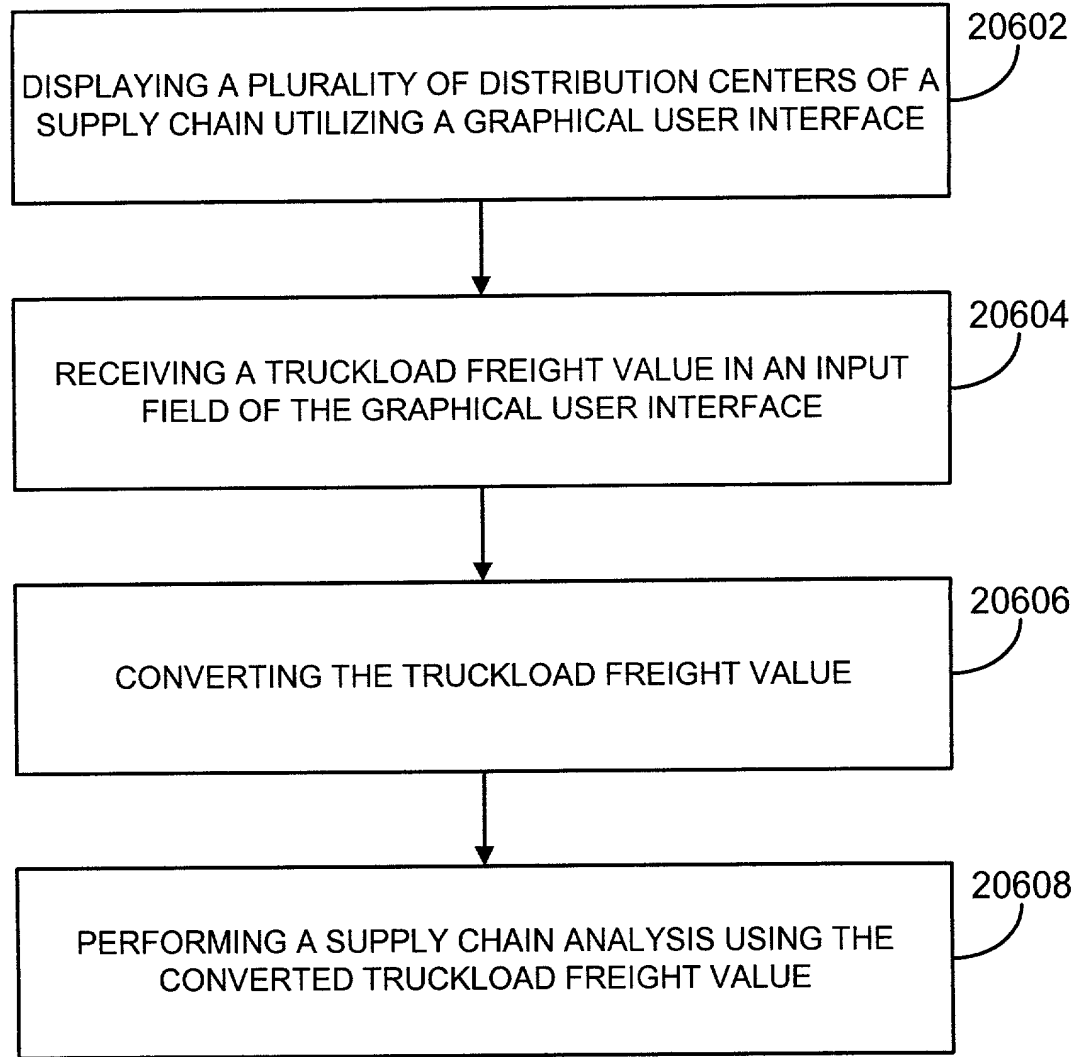 20602
DISPLAYING A PLURALITY OF DISTRIBUTION CENTERS OF A
SUPPLY CHAIN UTILIZING A GRAPHICAL USER INTERFACE
20604
RECEIVING A TRUCKLOAD FREIGHT VALUE IN AN INPUT
FIELD OF THE GRAPHICAL USER INTERFACE
20606
CONVERTING THE TRUCKLOAD FREIGHT VALUE
20608
PERFORMING A SUPPLY CHAIN ANALYSIS USING THE
CONVERTED TRUCKLOAD FREIGHT VALUE